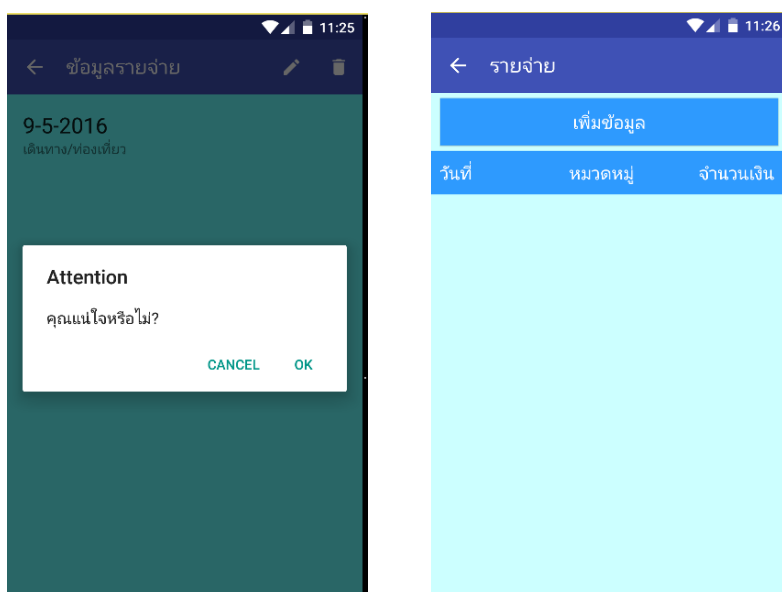 11:25
ข้อมูลรายจ่าย
9-5-2016
เดินทาง/ท่องเที่ยว
Attention
คุณแน่ใจหรือไม่?
CANCEL OK
11:26
รายจ่าย
เพิ่มข้อมูล
วันที่ หมวดหมู่ จำนวนเงิน